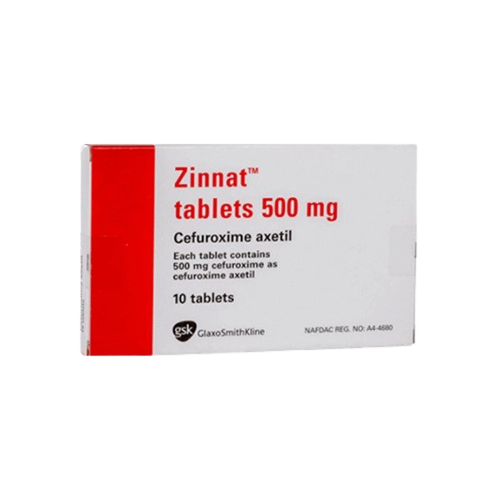 Zinnat™
tablets 500 mg
Cefuroxime axetil
Each tablet contains
500 mg cefuroxime as
cefuroxime axetil
10 tablets
gsk GlaxoSmithKline
NAFDAC REG. NO: A4-4680